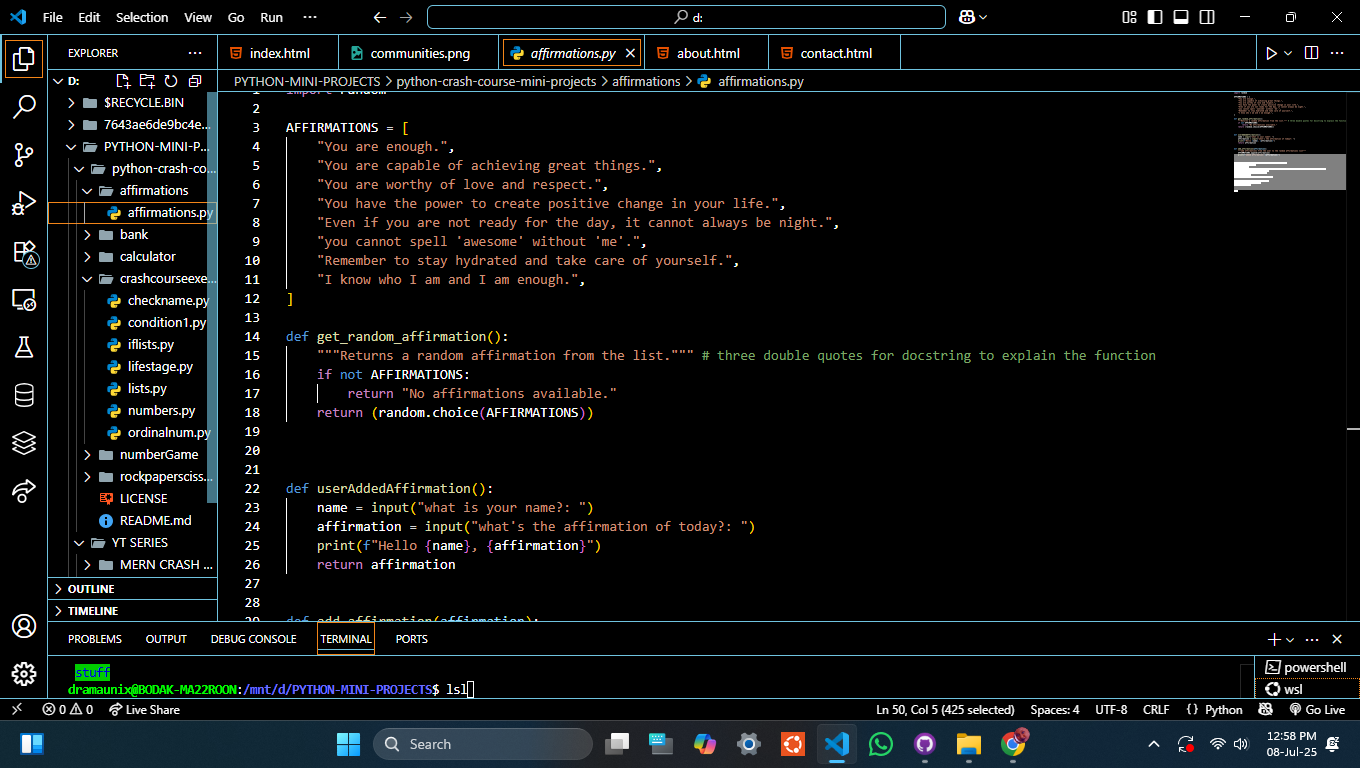 File Edit Selection View Go Run ··· d:
EXPLORER ···
index.html communities.png affirmations.py about.html contact.html
D:
PYTHON-MINI-PROJECTS > python-crash-course-mini-projects > affirmations > affirmations.py
$RECYCLE.BIN
7643ae6de9bc4e...
PYTHON-MINI-P...
python-crash-co...
affirmations
affirmations.py
bank
calculator
crashcourseexe...
checkname.py
condition1.py
iflists.py
lifestage.py
lists.py
numbers.py
ordinalnum.py
numberGame
rockpapersciss...
LICENSE
README.md
YT SERIES
MERN CRASH ...
OUTLINE
TIMELINE
1 import random
2
3 AFFIRMATIONS = [
4 "You are enough.",
5 "You are capable of achieving great things.",
6 "You are worthy of love and respect.",
7 "You have the power to create positive change in your life.",
8 "Even if you are not ready for the day, it cannot always be night.",
9 "you cannot spell 'awesome' without 'me'.",
10 "Remember to stay hydrated and take care of yourself.",
11 "I know who I am and I am enough.",
12 ]
13
14 def get_random_affirmation():
15 """Returns a random affirmation from the list.""" # three double quotes for docstring to explain the function
16 if not AFFIRMATIONS:
17 return "No affirmations available."
18 return (random.choice(AFFIRMATIONS))
19
20
21
22 def userAddedAffirmation():
23 name = input("what is your name?: ")
24 affirmation = input("what's the affirmation of today?: ")
25 print(f"Hello {name}, {affirmation}")
26 return affirmation
27
28
29 def add_affirmation(affirmation):
PROBLEMS OUTPUT DEBUG CONSOLE TERMINAL PORTS
stuff
dramaunix@BODAK-MA22ROON:/mnt/d/PYTHON-MINI-PROJECTS$ lsl
powershell
wsl
0 0 Live Share Ln 50, Col 5 (425 selected) Spaces: 4 UTF-8 CRLF {} Python Go Live
Search
12:58 PM
08-Jul-25